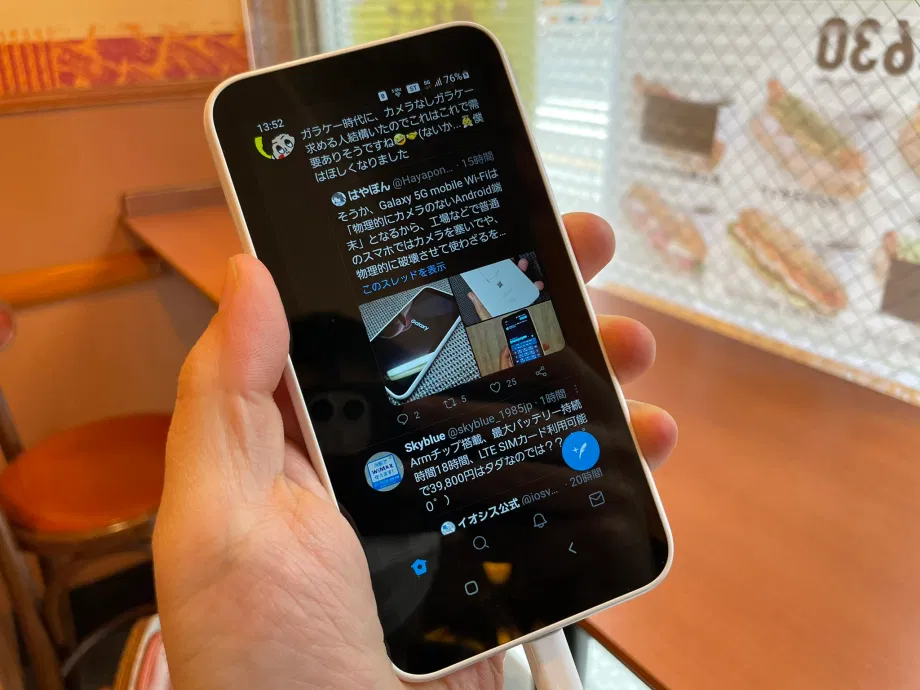 13:52
76%
ガラケー時代に、カメラなしガラケー
求める人結構いたのでこれはこれで需
要ありそうですね🤣🤝(ないか…🙇僕
はほしくなりました
はやぽん @Hayapon... · 15時間
そうか、Galaxy 5G mobile Wi-Fiは
「物理的にカメラのないAndroid端
末」となるから、工場などで普通
のスマホではカメラを塞いでや、
物理的に破壊させて使わざるを...
このスレッドを表示
Galaxy
2 5 25
Skyblue @skyblue_1985jp · 1時間
WiMAX
Armチップ搭載、最大バッテリー持続
時間18時間、LTE SIMカード利用可能
で39,800円はタダなのでは？？
0゜)
イオシス公式 @iosv... · 20時間
630